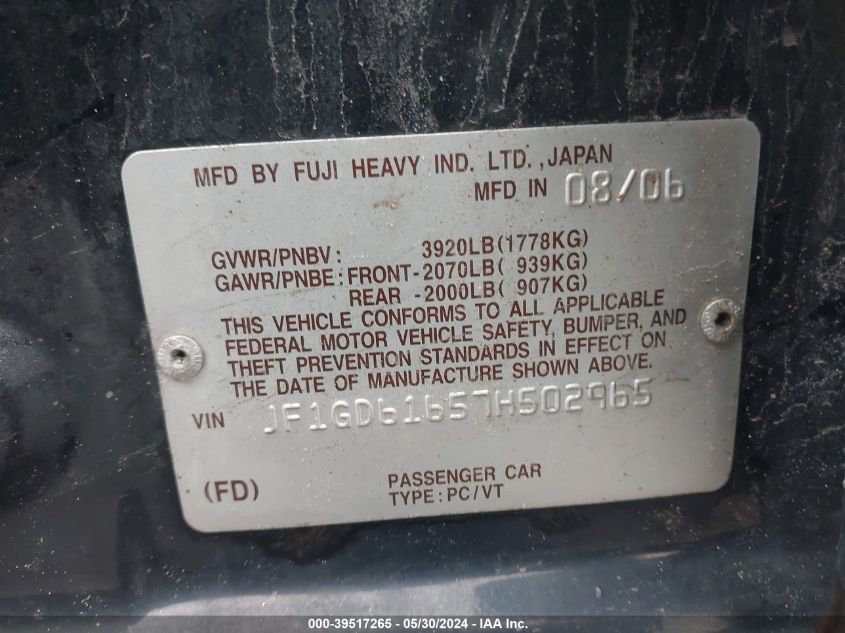 MFD BY FUJI HEAVY IND. LTD., JAPAN
MFD IN 08/06
GVWR/PNBV: 3920LB(1778KG)
GAWR/PNBE: FRONT-2070LB( 939KG)
REAR -2000LB( 907KG)
THIS VEHICLE CONFORMS TO ALL APPLICABLE
FEDERAL MOTOR VEHICLE SAFETY, BUMPER, AND
THEFT PREVENTION STANDARDS IN EFFECT ON
THE DATE OF MANUFACTURE SHOWN ABOVE.
VIN JF1GD61657H502965
(FD) PASSENGER CAR
TYPE: PC/VT
000-39517265 - 05/30/2024 - IAA Inc.